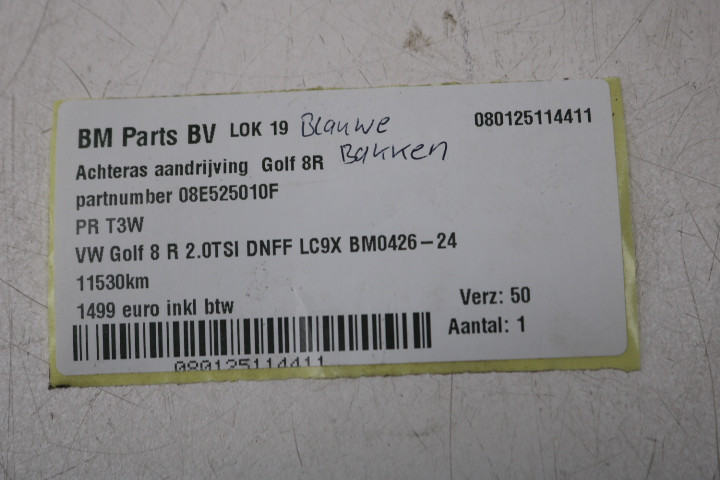 BM Parts BV LOK 19 Blauwe 080125114411
Achteras aandrijving Golf 8R Bakken
partnumber 08E525010F
PR T3W
VW Golf 8 R 2.0TSI DNFF LC9X BM0426-24
11530km
1499 euro inkl btw Verz: 50
Aantal: 1
080125114411